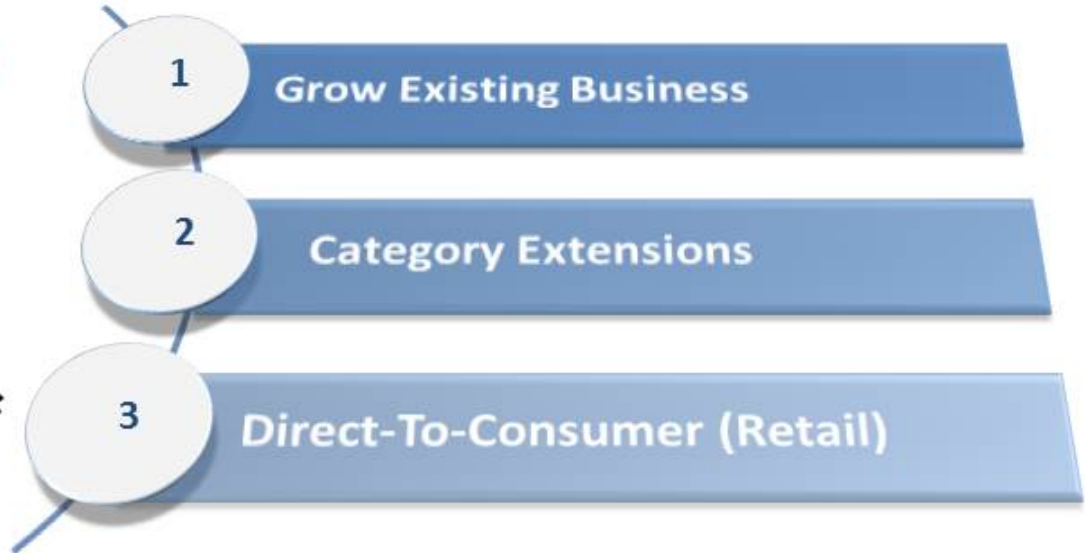 1
Grow Existing Business
2
Category Extensions
3
Direct-To-Consumer (Retail)